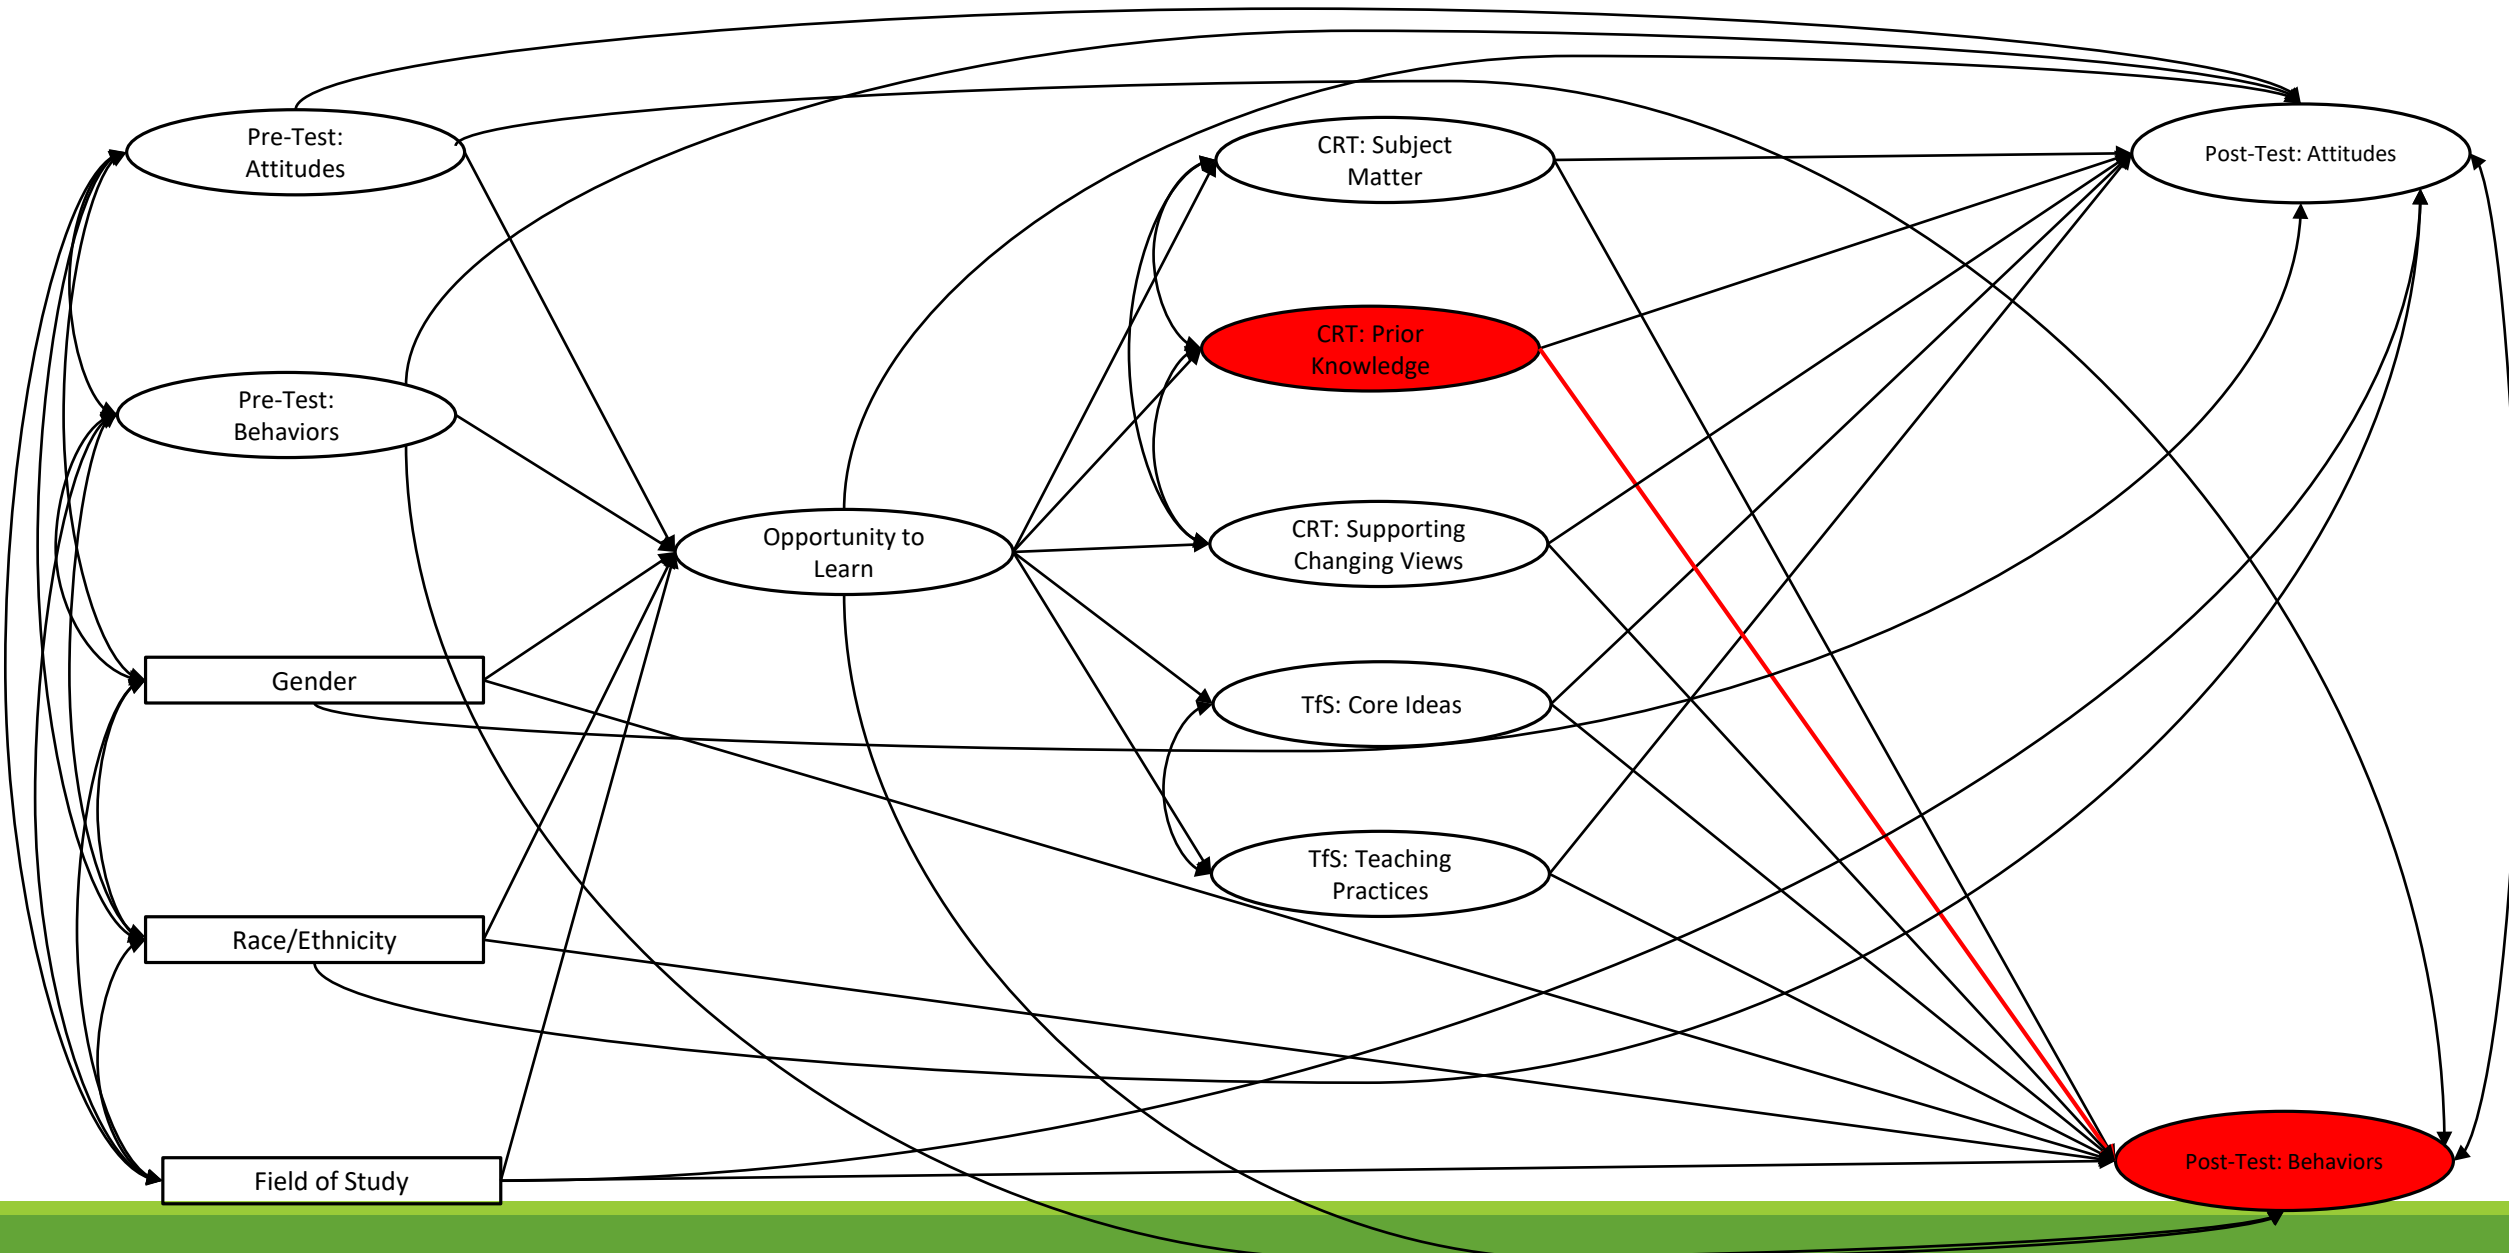 Pre-Test:
Attitudes
Pre-Test:
Behaviors
Gender
Race/Ethnicity
Field of Study
Opportunity to
Learn
CRT: Subject
Matter
CRT: Prior
Knowledge
CRT: Supporting
Changing Views
TfS: Core Ideas
TfS: Teaching
Practices
Post-Test: Attitudes
Post-Test: Behaviors